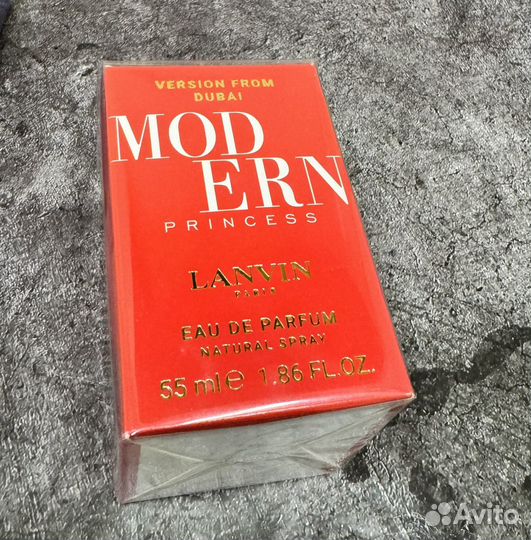 VERSION FROM
DUBAI
MOD
ERN
PRINCESS
LANVIN
PARIS
EAU DE PARFUM
NATURAL SPRAY
55 ml e 1.86 FL.OZ.
Avito